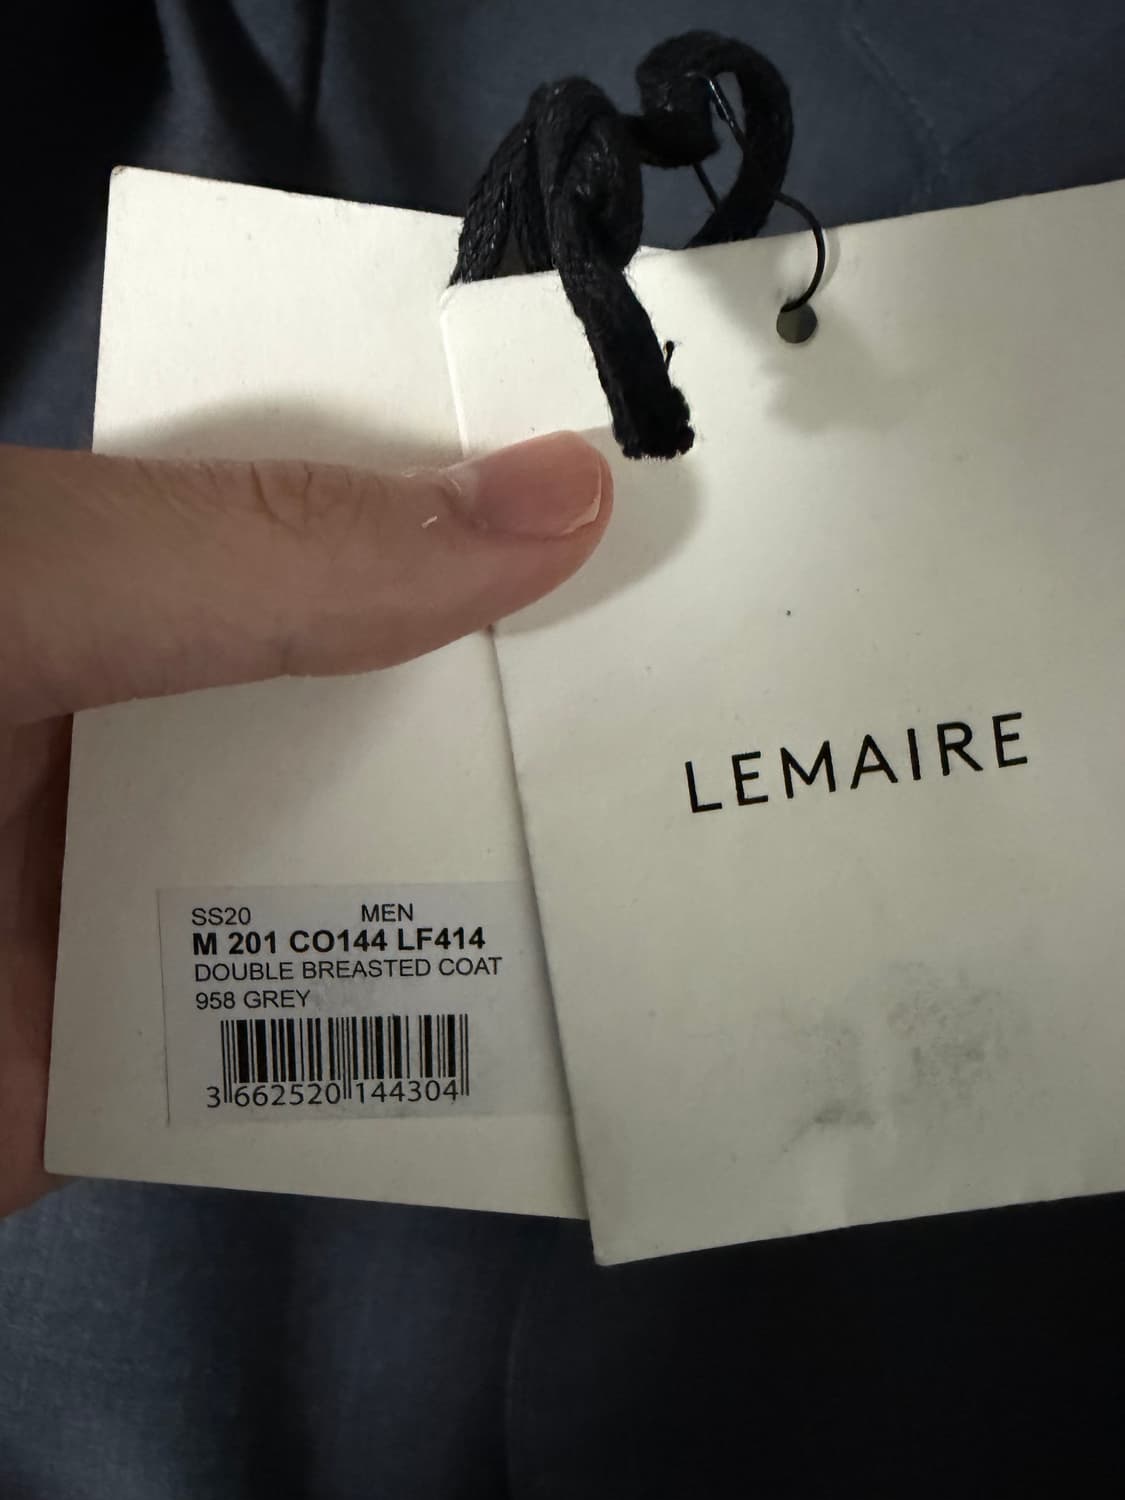 LEMAIRE
SS20 MEN
M 201 CO144 LF414
DOUBLE BREASTED COAT
958 GREY
3 662520 144304